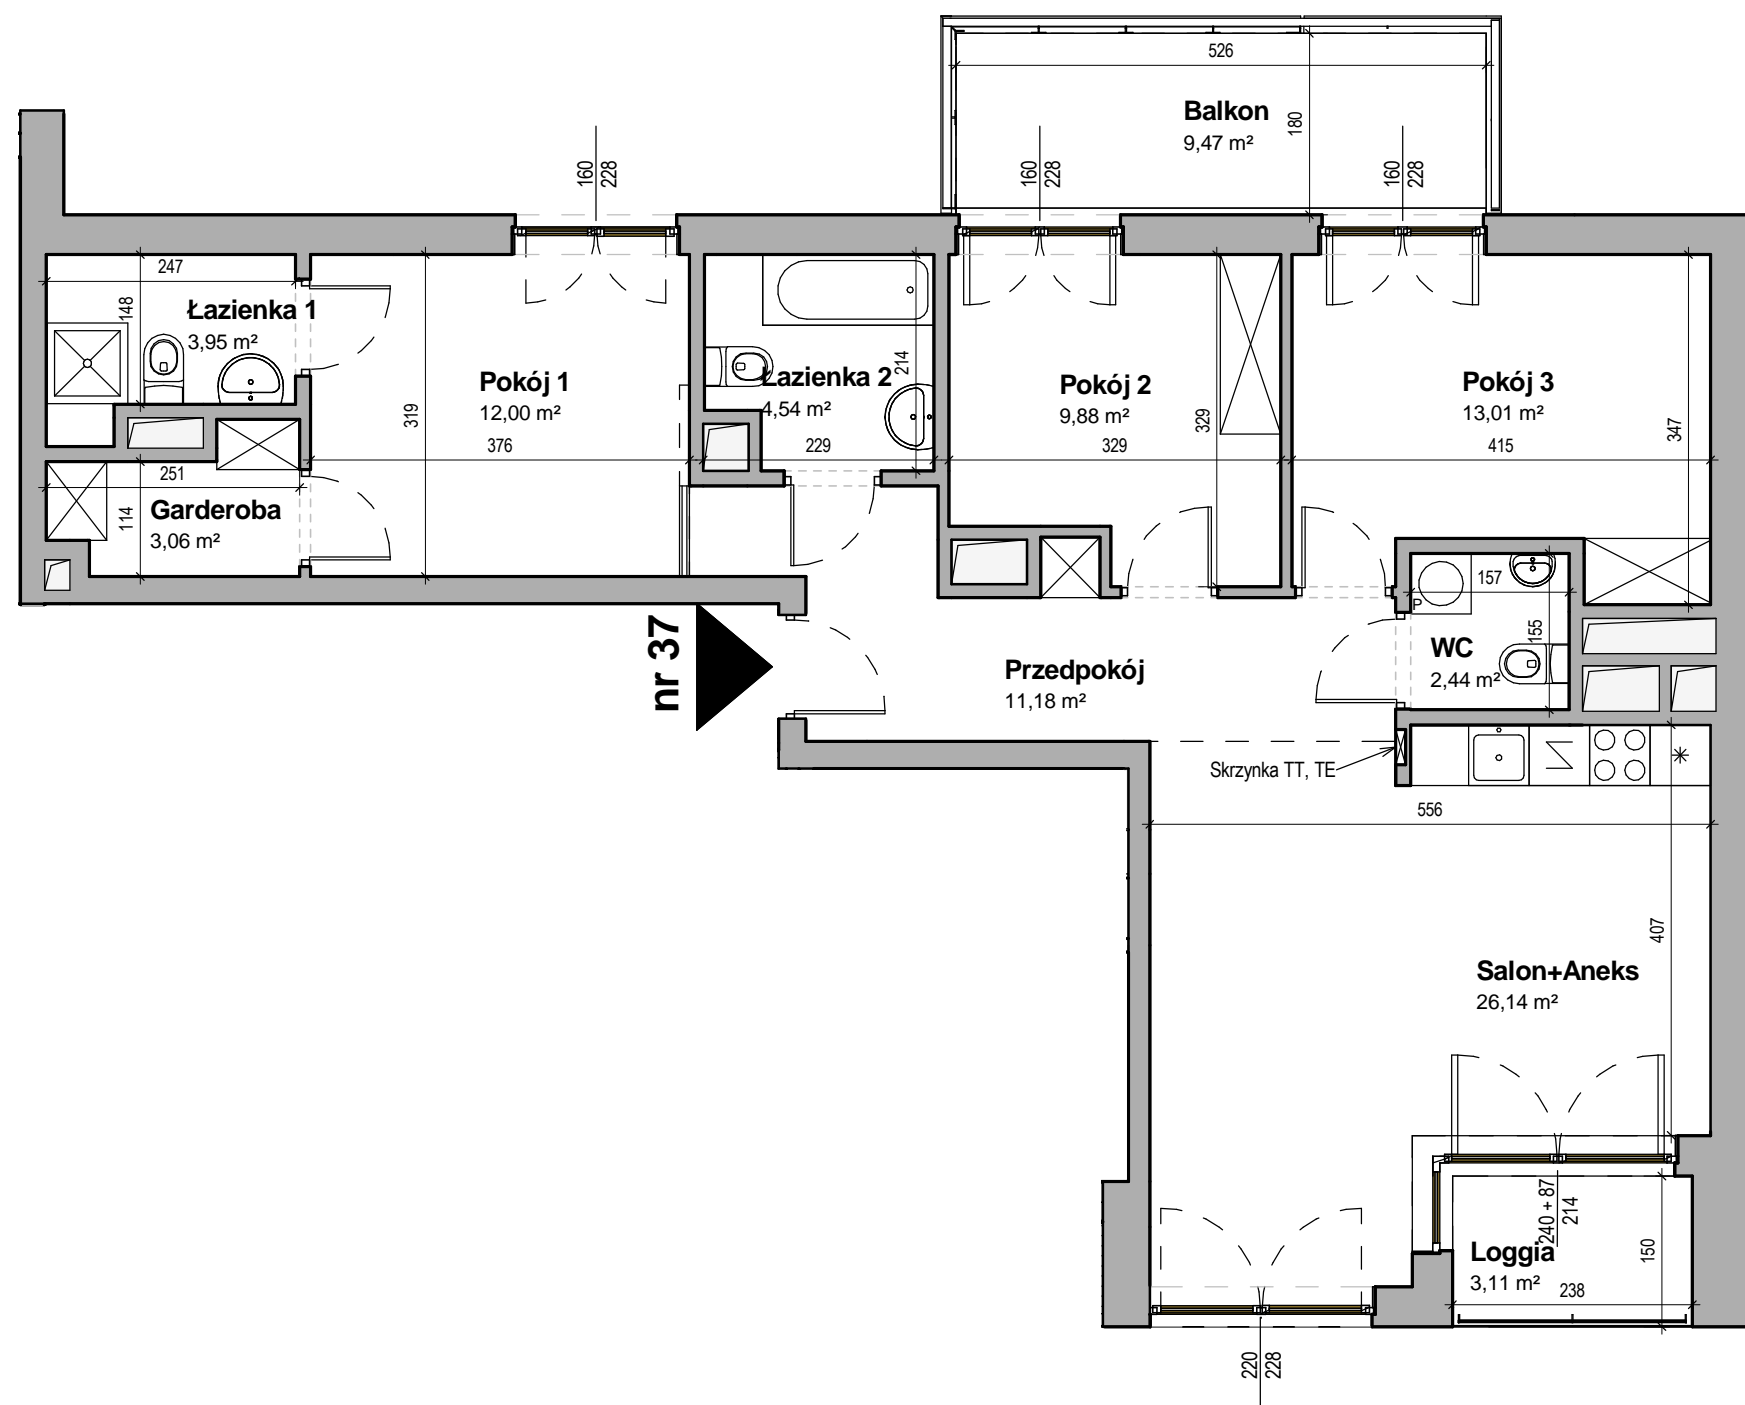 526
Balkon
9,47 m²
180
160
228
160
228
160
228
247
148
Łazienka 1
3,95 m²
Pokój 1
12,00 m²
319
376
214
Łazienka 2
4,54 m²
229
Pokój 2
9,88 m²
329
329
Pokój 3
13,01 m²
347
415
251
114
Garderoba
3,06 m²
157
P
155
WC
2,44 m²
nr 37
Przedpokój
11,18 m²
Skrzynka TT, TE
556
407
Salon+Aneks
26,14 m²
240 + 87
214
150
Loggia
3,11 m²
238
220
228